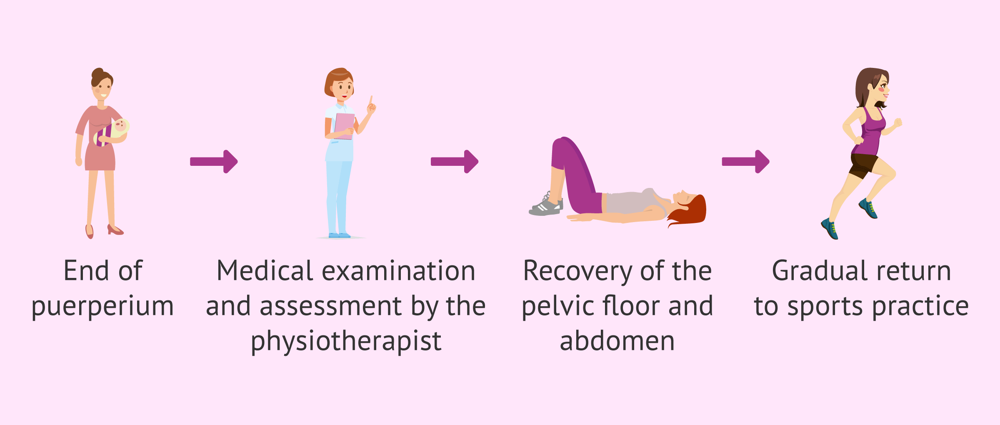 End of
puerperium
Medical examination
and assessment by the
physiotherapist
Recovery of the
pelvic floor and
abdomen
Gradual return
to sports practice